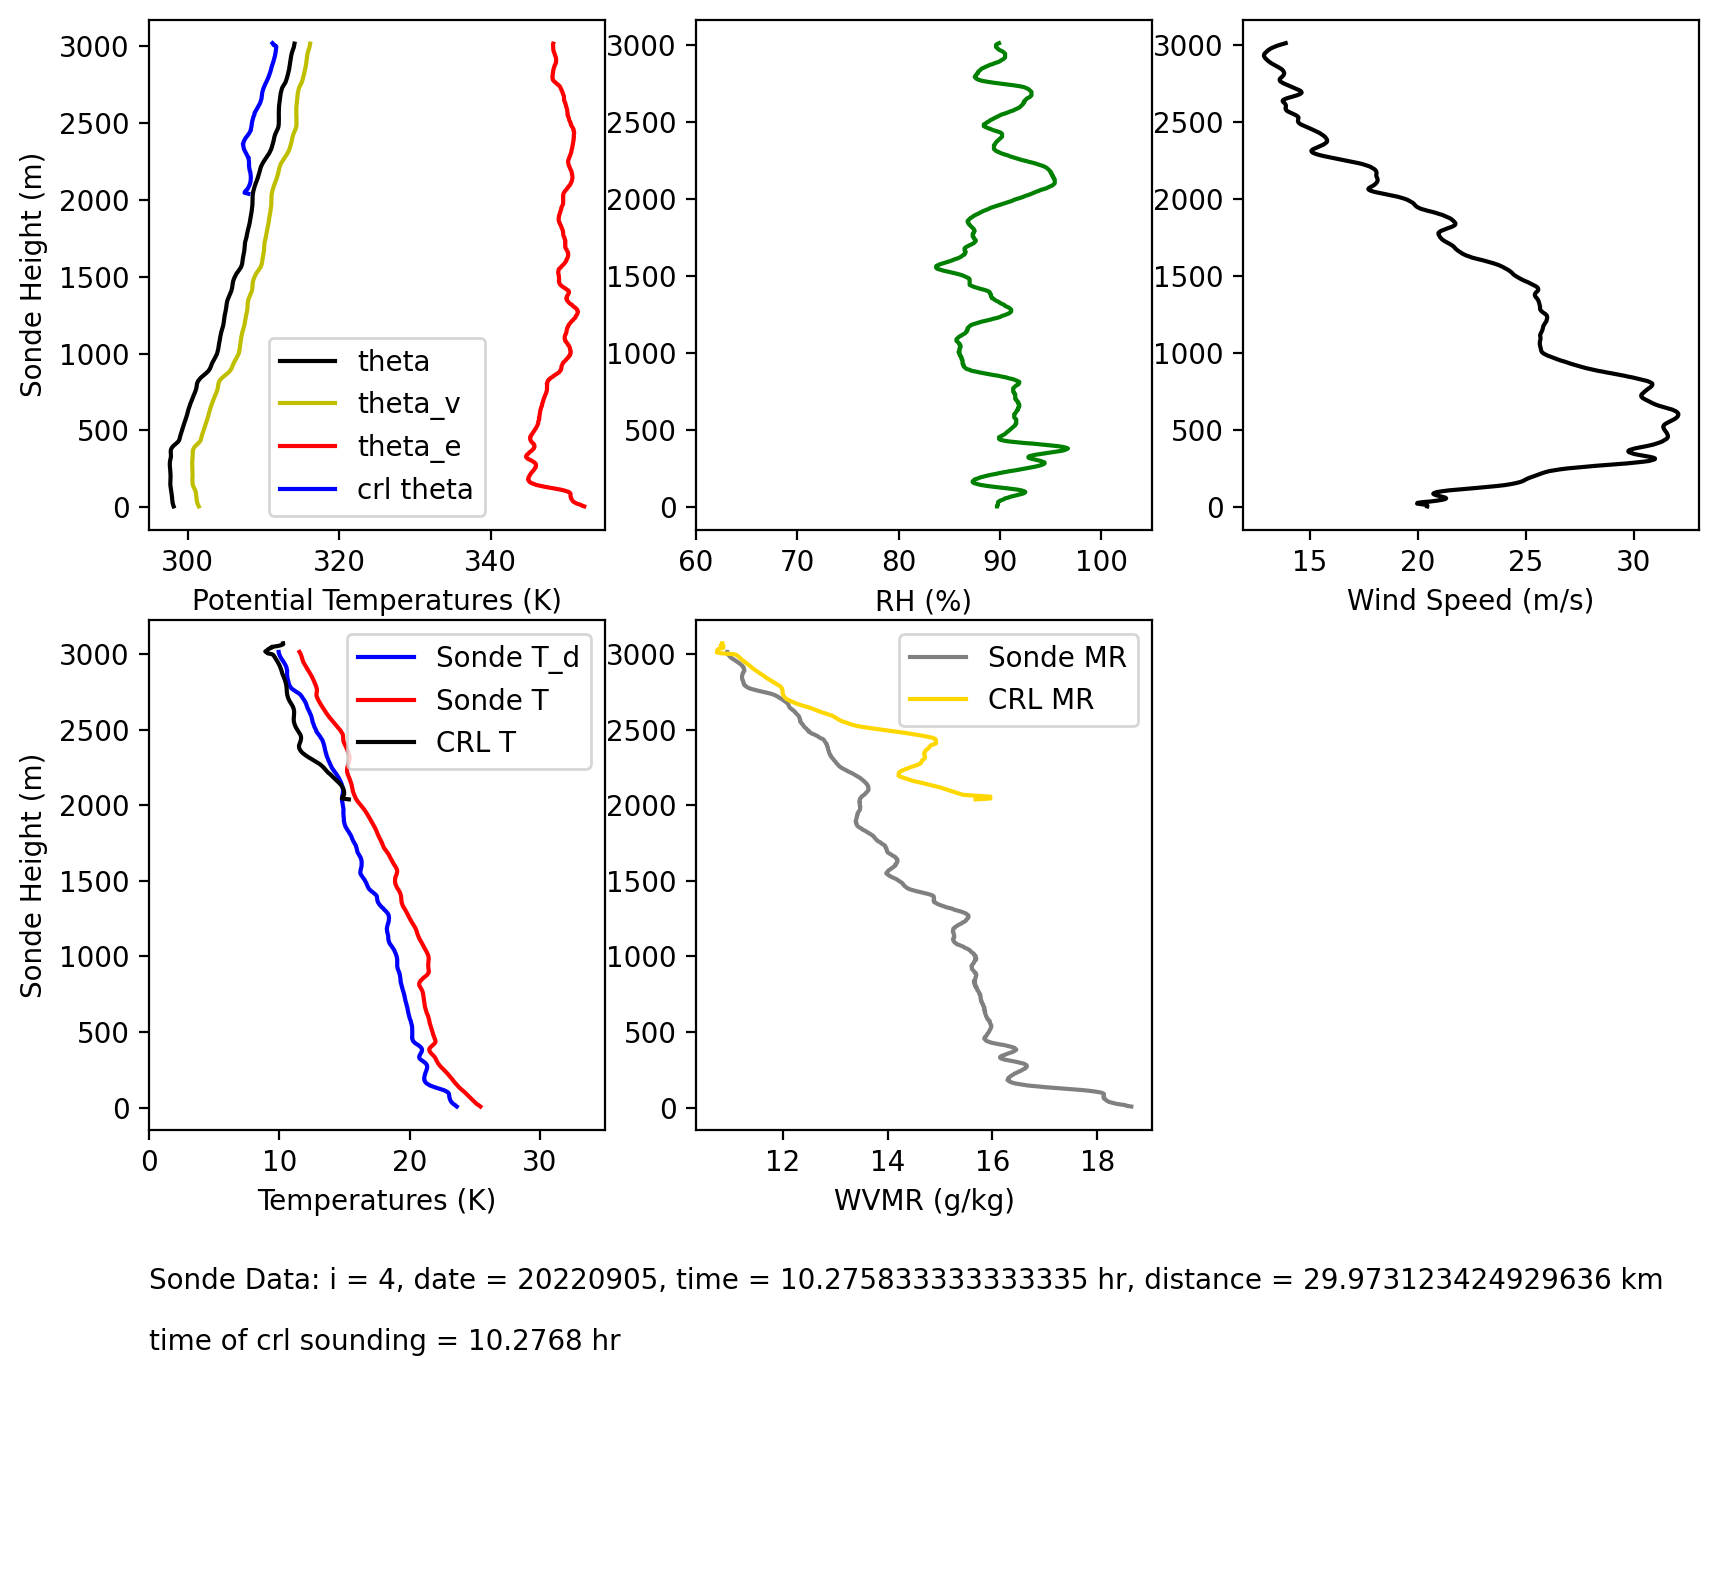 3000
2500
2000
1500
1000
500
0
Sonde Height (m)
theta
theta_v
theta_e
crl theta
300 320 340
Potential Temperatures (K)
3000
2500
2000
1500
1000
500
0
60 70 80 90 100
RH (%)
3000
2500
2000
1500
1000
500
0
15 20 25 30
Wind Speed (m/s)
3000
2500
2000
1500
1000
500
0
Sonde Height (m)
Sonde T_d
Sonde T
CRL T
0 10 20 30
Temperatures (K)
3000
2500
2000
1500
1000
500
0
Sonde MR
CRL MR
12 14 16 18
WVMR (g/kg)
Sonde Data: i = 4, date = 20220905, time = 10.275833333333335 hr, distance = 29.973123424929636 km
time of crl sounding = 10.2768 hr